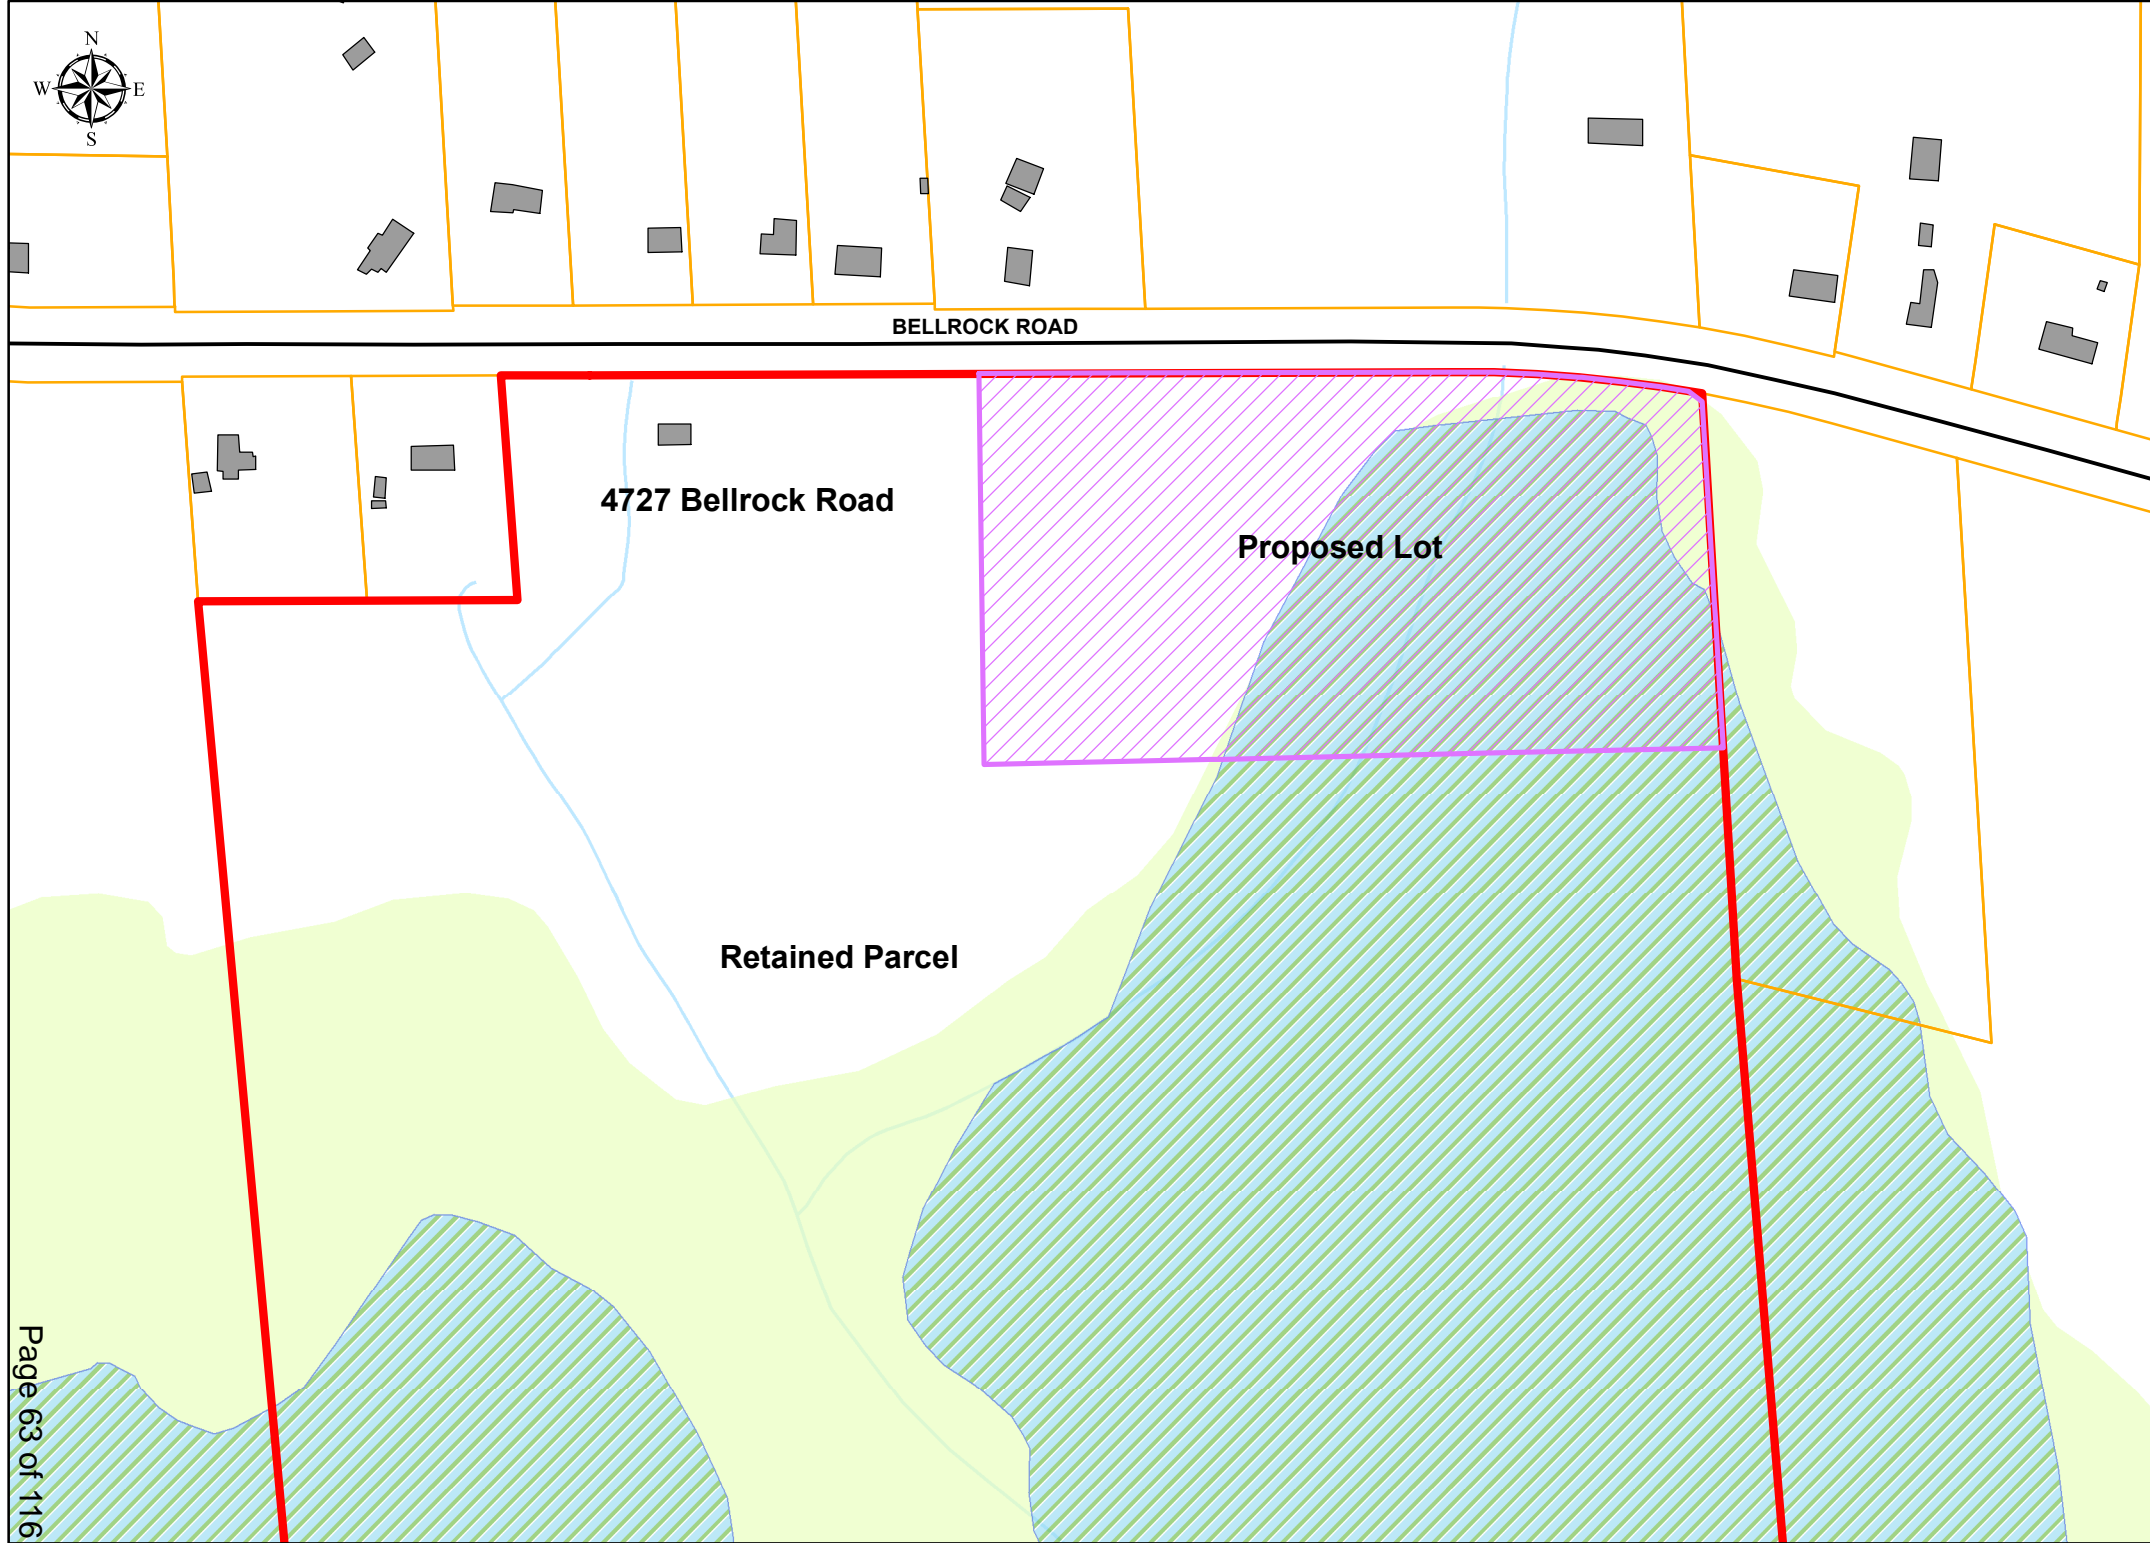 N
W E
S
BELLROCK ROAD
4727 Bellrock Road
Proposed Lot
Retained Parcel
Page 63 of 116